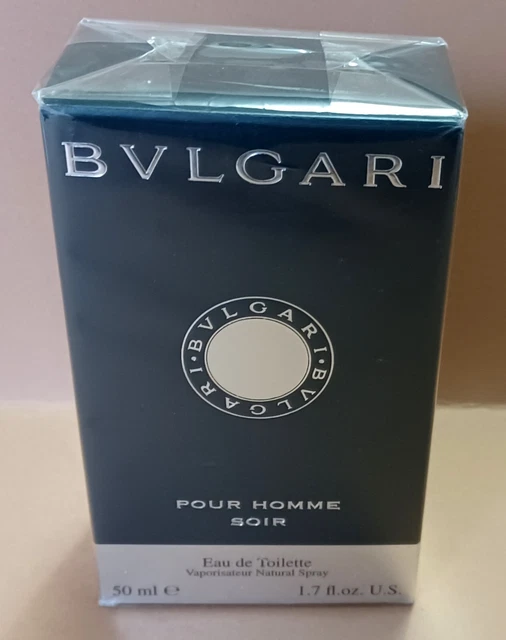 BVLGARI
BVLGARI · BVLGARI ·
POUR HOMME
SOIR
Eau de Toilette
Vaporisateur Natural Spray
50 ml ℮ 1.7 fl.oz. U.S.